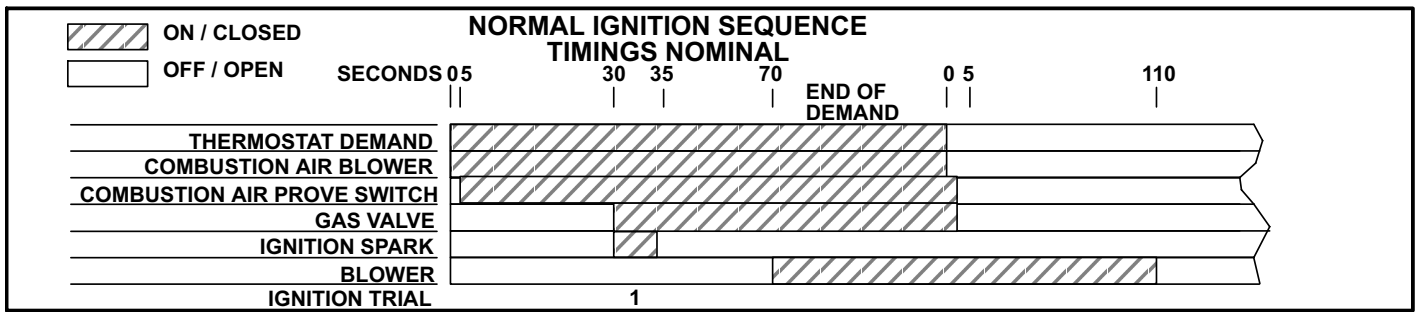 NORMAL IGNITION SEQUENCE
TIMINGS NOMINAL
ON / CLOSED
OFF / OPEN
SECONDS 0 5 30 35 70 0 5 110
END OF
DEMAND
THERMOSTAT DEMAND
COMBUSTION AIR BLOWER
COMBUSTION AIR PROVE SWITCH
GAS VALVE
IGNITION SPARK
BLOWER
IGNITION TRIAL 1